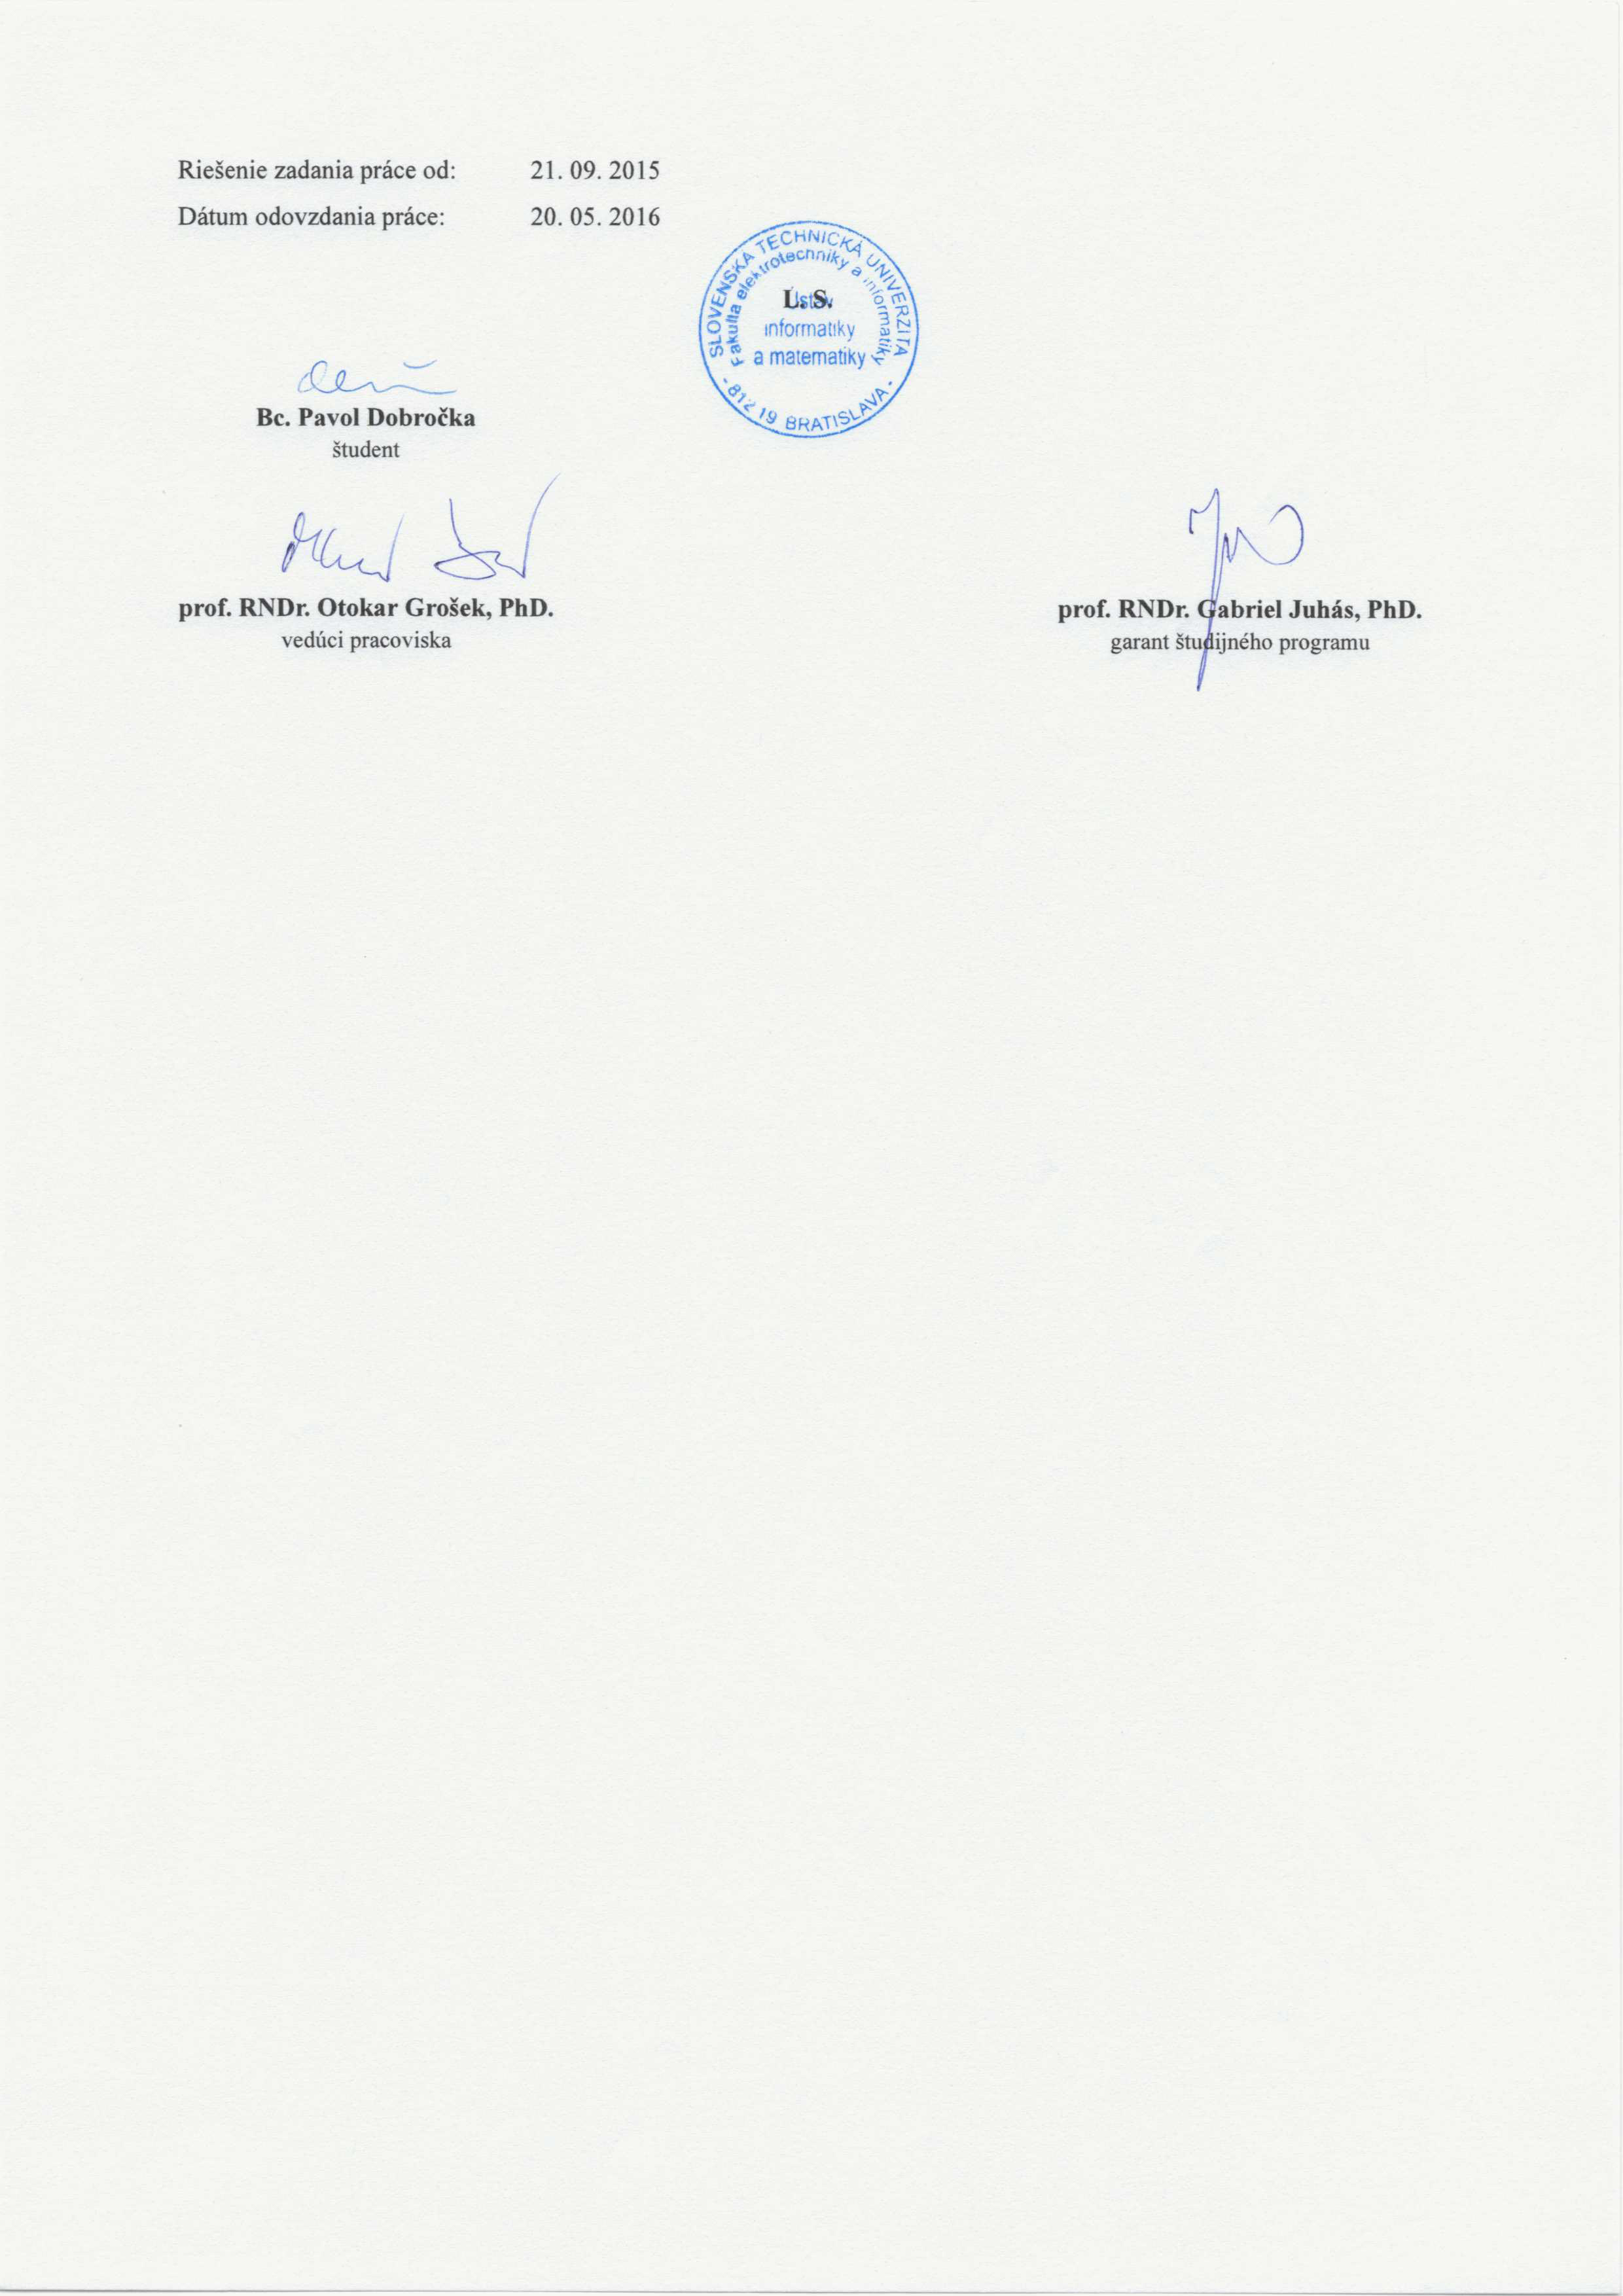 Riešenie zadania práce od: 21. 09. 2015
Dátum odovzdania práce: 20. 05. 2016
SLOVENSKÁ TECHNICKÁ UNIVERZITA
Fakulta elektrotechniky a informatiky
L. S.
Ústav
informatiky
a matematiky
- 812 19 BRATISLAVA -
Bc. Pavol Dobročka
študent
prof. RNDr. Otokar Grošek, PhD.
vedúci pracoviska
prof. RNDr. Gabriel Juhás, PhD.
garant študijného programu